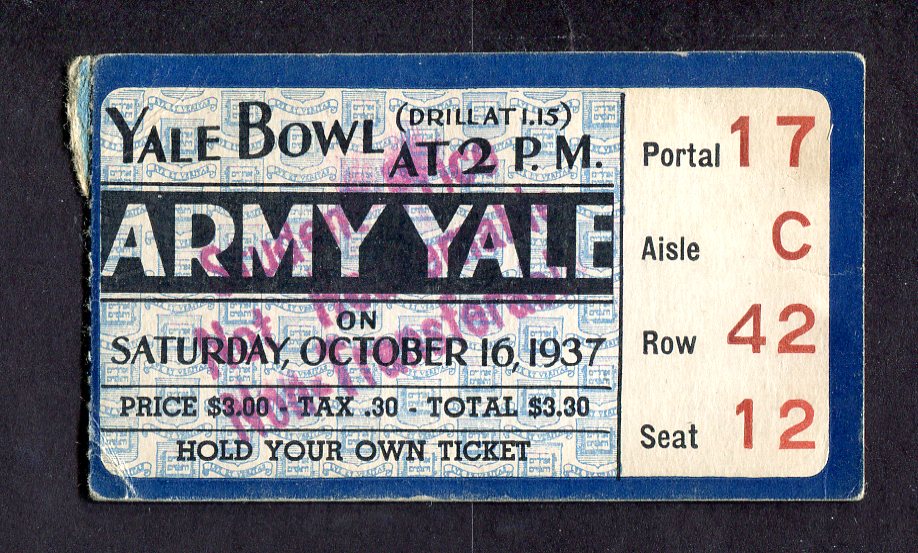 YALE BOWL (DRILL AT 1.15)
AT 2 P. M.
ARMY YALE
ON
SATURDAY, OCTOBER 16, 1937
PRICE $3.00 - TAX .30 - TOTAL $3.30
HOLD YOUR OWN TICKET
Not
Portal 17
Aisle C
Row 42
Seat 12